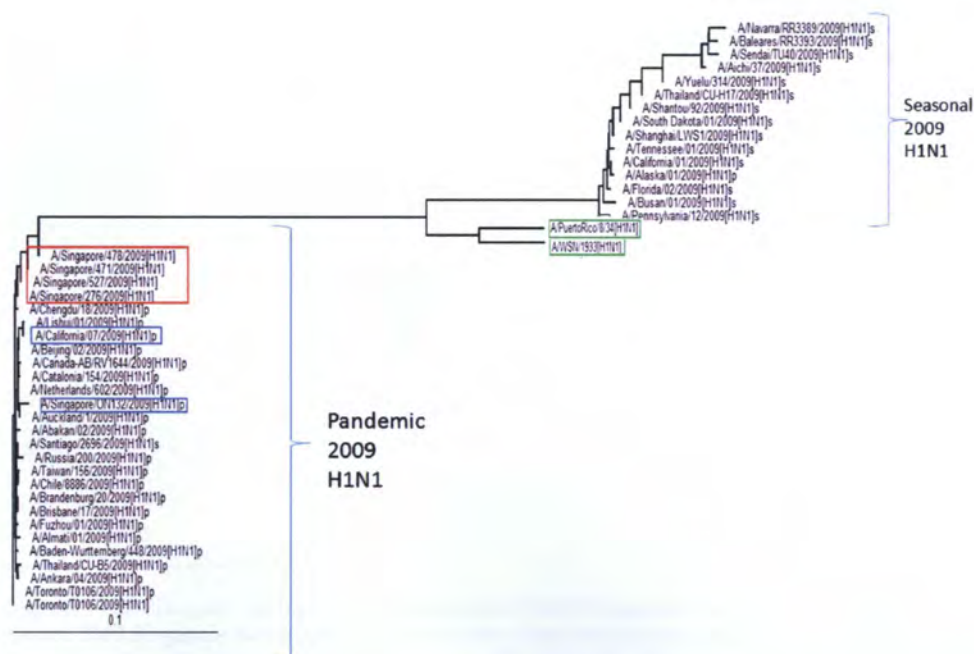 A/Navarra/RR3389/2009[H1N1]s
A/Baleares/RR3393/2009[H1N1]s
A/Sendai/TU40/2009[H1N1]s
A/Aichi/37/2009[H1N1]s
A/Yuelu/314/2009[H1N1]s
A/Thailand/CU-H17/2009[H1N1]s
A/Shantou/92/2009[H1N1]s
A/South Dakota/01/2009[H1N1]s
A/Shanghai/LWS1/2009[H1N1]s
A/Tennessee/01/2009[H1N1]s
A/California/01/2009[H1N1]s
A/Alaska/01/2009[H1N1]p
A/Florida/02/2009[H1N1]s
A/Busan/01/2009[H1N1]s
A/Pennsylvania/12/2009[H1N1]s
Seasonal
2009
H1N1
A/PuertoRico/8/34[H1N1]
A/WSN/1933[H1N1]
A/Singapore/478/2009[H1N1]
A/Singapore/471/2009[H1N1]
A/Singapore/527/2009[H1N1]
A/Singapore/276/2009[H1N1]
A/Chengdu/18/2009[H1N1]p
A/Lishui/01/2009[H1N1]p
A/California/07/2009[H1N1]p
A/Beijing/02/2009[H1N1]p
A/Canada-AB/RV1644/2009[H1N1]p
A/Catalonia/154/2009[H1N1]p
A/Netherlands/602/2009[H1N1]p
A/Singapore/ON132/2009[H1N1]p
A/Auckland/1/2009[H1N1]p
A/Abakan/02/2009[H1N1]p
A/Santiago/2696/2009[H1N1]s
A/Russia/200/2009[H1N1]p
A/Taiwan/156/2009[H1N1]p
A/Chile/8886/2009[H1N1]p
A/Brandenburg/20/2009[H1N1]p
A/Brisbane/17/2009[H1N1]p
A/Fuzhou/01/2009[H1N1]p
A/Almati/01/2009[H1N1]p
A/Baden-Wurttemberg/448/2009[H1N1]p
A/Thailand/CU-B5/2009[H1N1]p
A/Ankara/04/2009[H1N1]p
A/Toronto/T0106/2009[H1N1]p
A/Toronto/T0106/2009[H1N1]
0.1
Pandemic
2009
H1N1